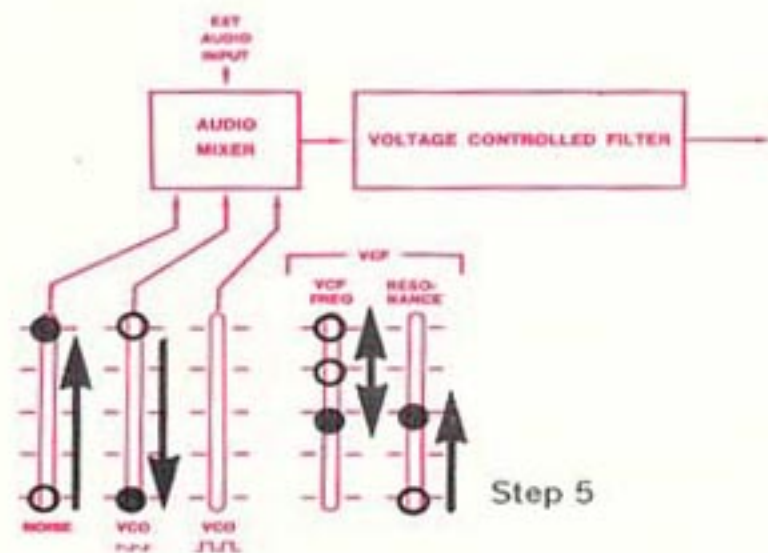 EXT
AUDIO
INPUT
AUDIO
MIXER
VOLTAGE CONTROLLED FILTER
VCF
VCF
FREQ
RESO-
NANCE
NOISE
VCO
VCO
Step 5